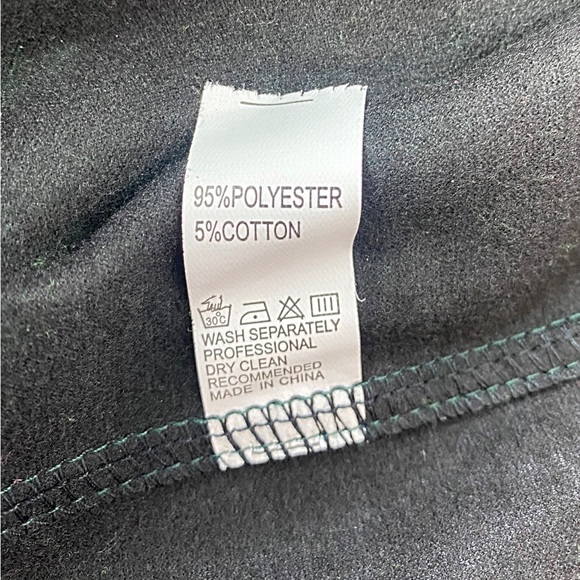 95%POLYESTER
5%COTTON
30°C
WASH SEPARATELY
PROFESSIONAL
DRY CLEAN
RECOMMENDED
MADE IN CHINA